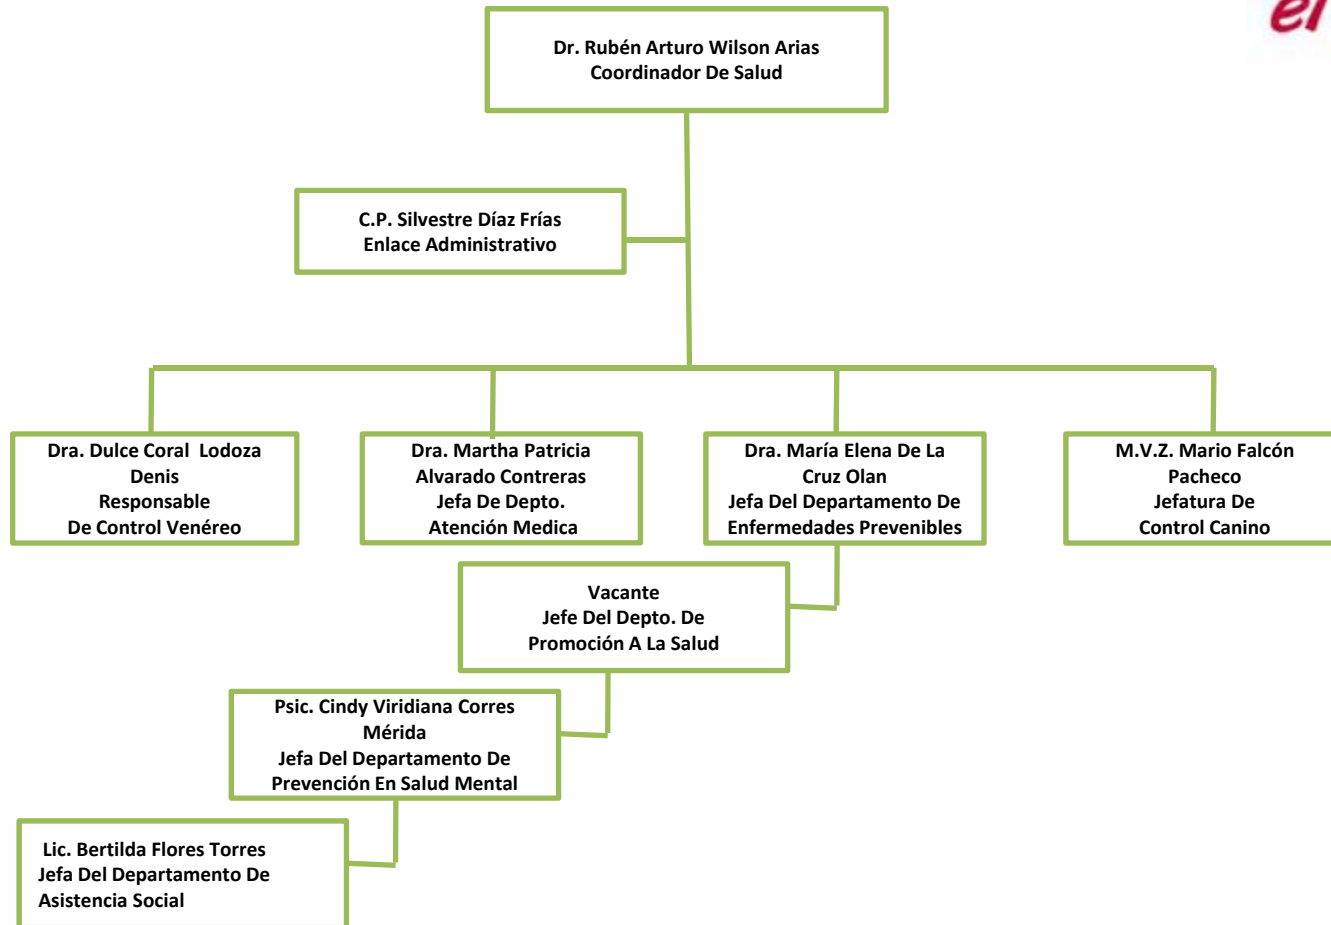 el
Dr. Rubén Arturo Wilson Arias
Coordinador De Salud
C.P. Silvestre Díaz Frías
Enlace Administrativo
Dra. Dulce Coral Lodoza
Denis
Responsable
De Control Venéreo
Dra. Martha Patricia
Alvarado Contreras
Jefa De Depto.
Atención Medica
Dra. María Elena De La
Cruz Olan
Jefa Del Departamento De
Enfermedades Prevenibles
M.V.Z. Mario Falcón
Pacheco
Jefatura De
Control Canino
Vacante
Jefe Del Depto. De
Promoción A La Salud
Psic. Cindy Viridiana Corres
Mérida
Jefa Del Departamento De
Prevención En Salud Mental
Lic. Bertilda Flores Torres
Jefa Del Departamento De
Asistencia Social